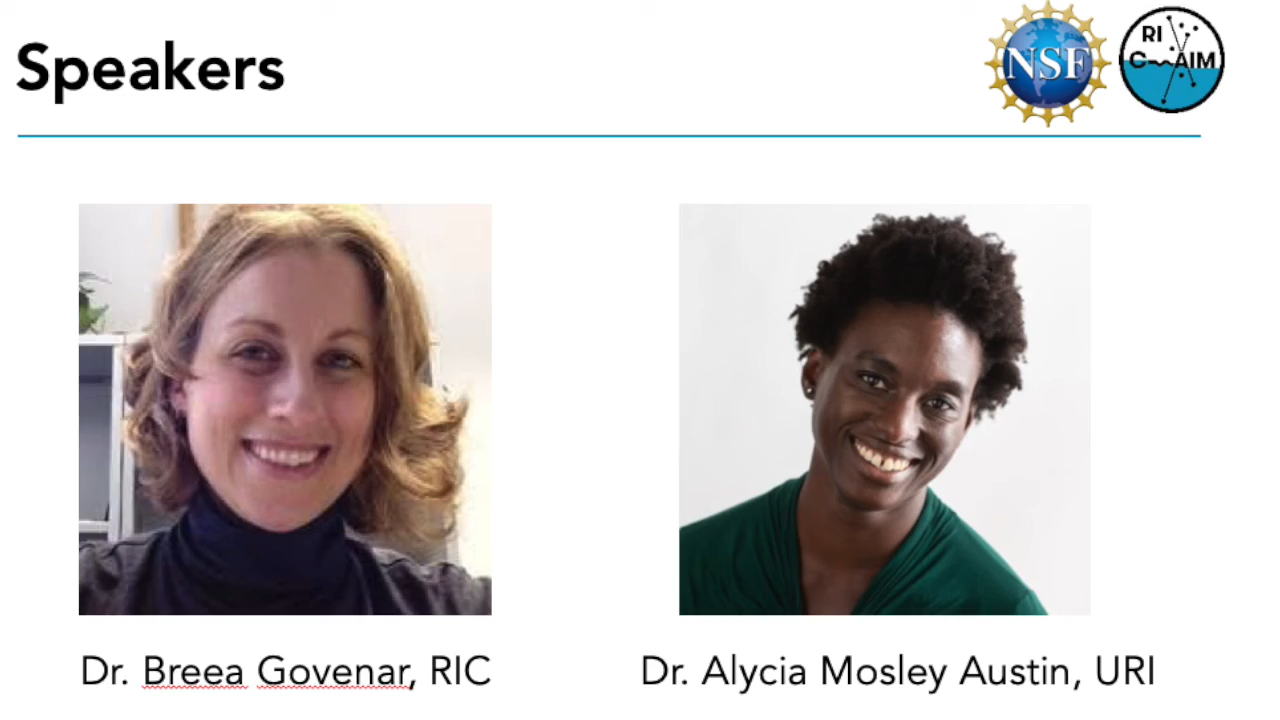 Speakers
NSF
RI
C AIM
Dr. Breea Govenar, RIC
Dr. Alycia Mosley Austin, URI